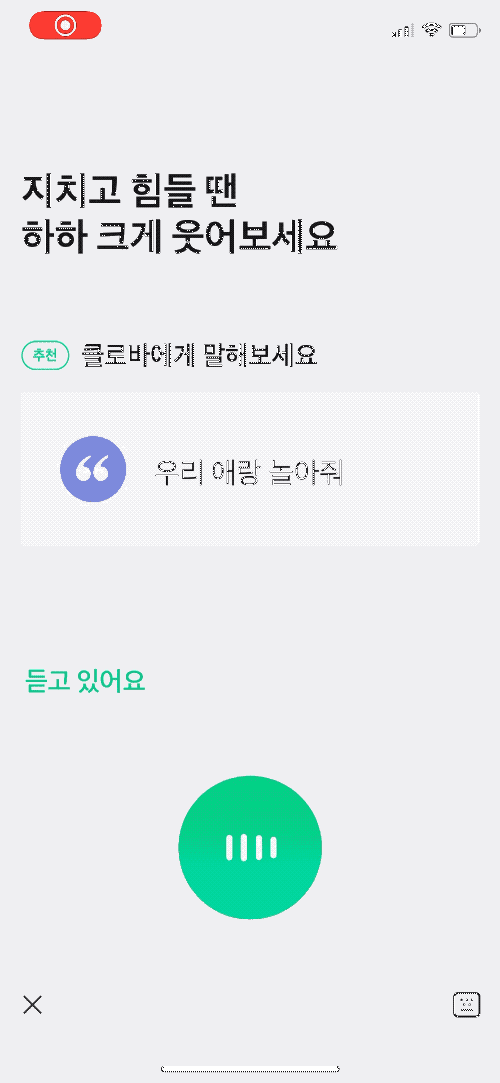 지치고 힘들 땐
하하 크게 웃어보세요
추천 클로바에게 말해보세요
우리 애랑 놀아줘
듣고 있어요